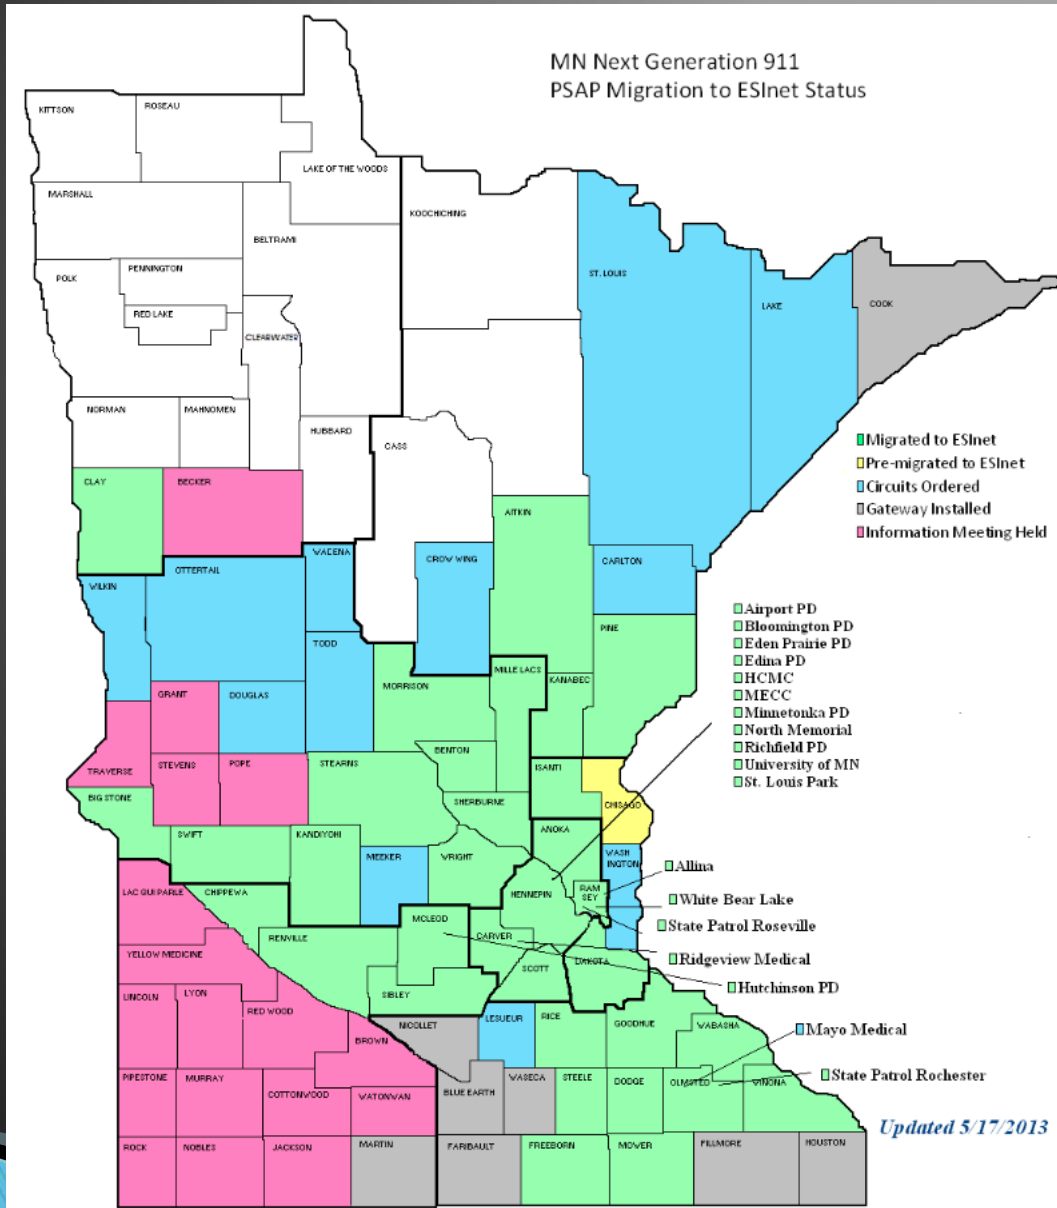 MN Next Generation 911
PSAP Migration to ESInet Status
KITTSON
ROSEAU
LAKE OF THE WOODS
MARSHALL
KOOCHICHING
BELTRAMI
POLK
PENNINGTON
ST. LOUIS
RED LAKE
CLEARWATER
LAKE
COOK
NORMAN
MAHNOMEN
HUBBARD
CASS
Migrated to ESInet
Pre-migrated to ESInet
Circuits Ordered
Gateway Installed
Information Meeting Held
CLAY
BECKER
AITKIN
WADENA
CROW WING
CARLTON
OTTERTAIL
WILKIN
TODD
PINE
Airport PD
Bloomington PD
Eden Prairie PD
Edina PD
HCMC
MECC
Minnetonka PD
North Memorial
Richfield PD
University of MN
St. Louis Park
MILLE LACS
KANABEC
MORRISON
GRANT
DOUGLAS
BENTON
TRAVERSE
STEVENS
POPE
STEARNS
ISANTI
BIG STONE
SHERBURNE
CHISAGO
SWIFT
KANDIYOHI
ANOKA
MEEKER
WRIGHT
WASH
INGTON
LAC QUI PARLE
CHIPPEWA
HENNEPIN
RAM
SEY
Allina
White Bear Lake
State Patrol Roseville
Ridgeview Medical
Hutchinson PD
MCLEOD
RENVILLE
CARVER
YELLOW MEDICINE
SCOTT
DAKOTA
LINCOLN
LYON
SIBLEY
RED WOOD
NICOLLET
LESUEUR
RICE
GOODHUE
WABASHA
Mayo Medical
BROWN
PIPESTONE
MURRAY
COTTONWOOD
WATONWAN
BLUE EARTH
WASECA
STEELE
DODGE
OLMSTED
WINONA
State Patrol Rochester
Updated 5/17/2013
ROCK
NOBLES
JACKSON
MARTIN
FARIBAULT
FREEBORN
MOWER
FILLMORE
HOUSTON